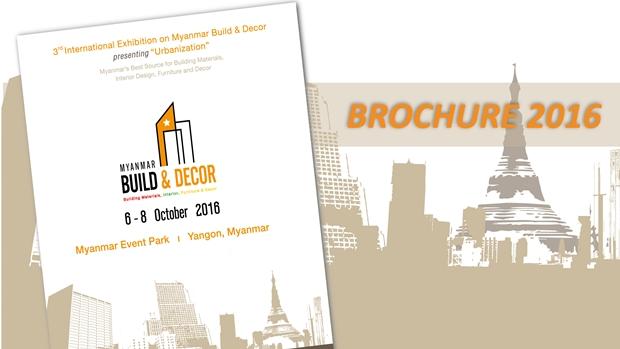 3rd International Exhibition on Myanmar Build & Decor
presenting "Urbanization"
Myanmar's Best Source for Building Materials,
Interior Design, Furniture and Decor
MYANMAR
BUILD & DECOR
Building Materials, Interior, Furniture & Decor
6 - 8 October 2016
Myanmar Event Park I Yangon, Myanmar
BROCHURE 2016